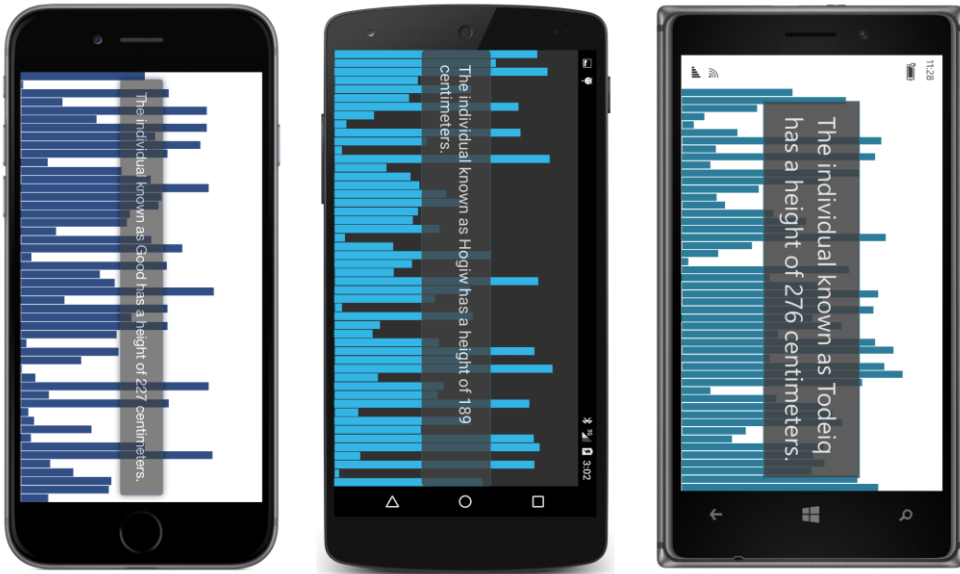 The individual known as Good has a height of 227 centimeters.
The individual known as Hogiw has a height of 189
centimeters.
3G
3:02
11:28
The individual known as Todeiq
has a height of 276 centimeters.